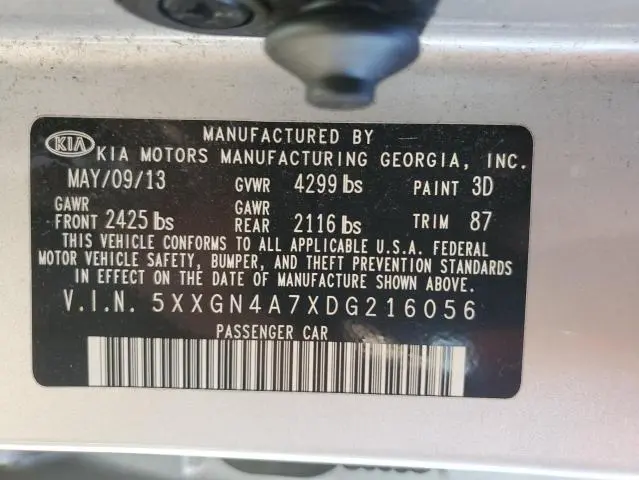 MANUFACTURED BY
KIA KIA MOTORS MANUFACTURING GEORGIA, INC.
MAY/09/13 GVWR 4299 lbs PAINT 3D
GAWR FRONT 2425 lbs GAWR REAR 2116 lbs TRIM 87
THIS VEHICLE CONFORMS TO ALL APPLICABLE U.S.A. FEDERAL
MOTOR VEHICLE SAFETY, BUMPER, AND THEFT PREVENTION STANDARDS
IN EFFECT ON THE DATE OF MANUFACTURE SHOWN ABOVE.
V.I.N. 5XXGN4A7XDG216056
PASSENGER CAR